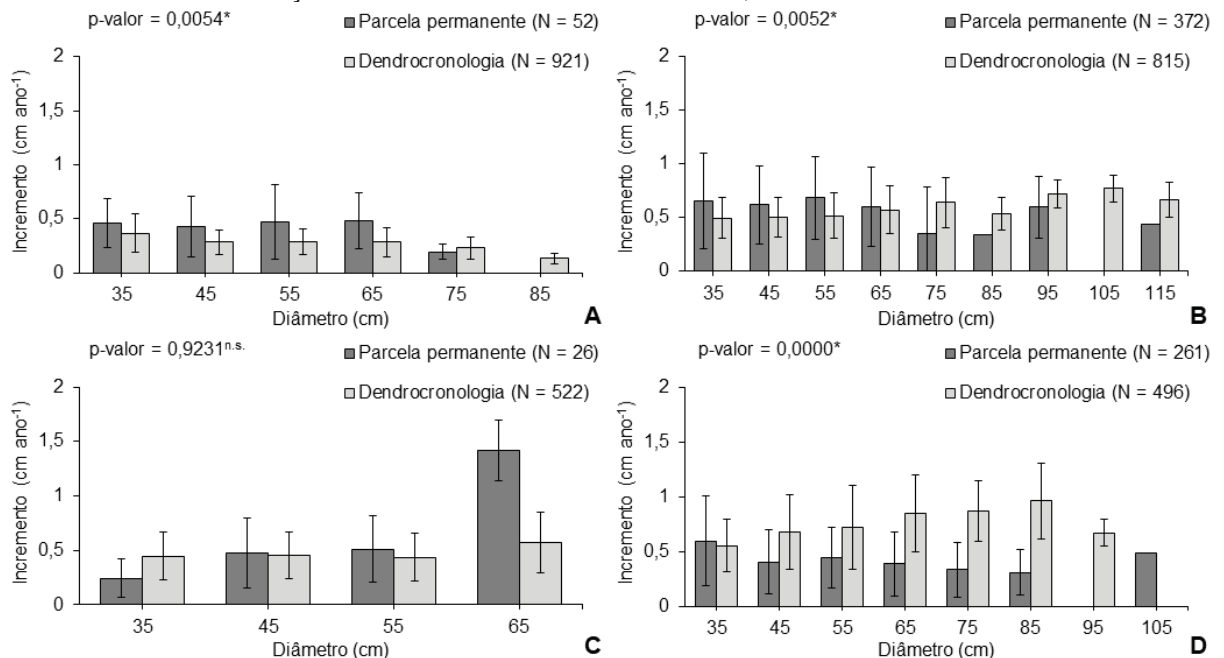 p-valor = 0,0054*
Parcela permanente (N = 52)
Dendrocronologia (N = 921)
Incremento (cm ano-1)
2
1,5
1
0,5
0
35 45 55 65 75 85
Diâmetro (cm)
A
p-valor = 0,0052*
Parcela permanente (N = 372)
Dendrocronologia (N = 815)
Incremento (cm ano-1)
2
1,5
1
0,5
0
35 45 55 65 75 85 95 105 115
Diâmetro (cm)
B
p-valor = 0,9231n.s.
Parcela permanente (N = 26)
Dendrocronologia (N = 522)
Incremento (cm ano-1)
2
1,5
1
0,5
0
35 45 55 65
Diâmetro (cm)
C
p-valor = 0,0000*
Parcela permanente (N = 261)
Dendrocronologia (N = 496)
Incremento (cm ano-1)
2
1,5
1
0,5
0
35 45 55 65 75 85 95 105
Diâmetro (cm)
D